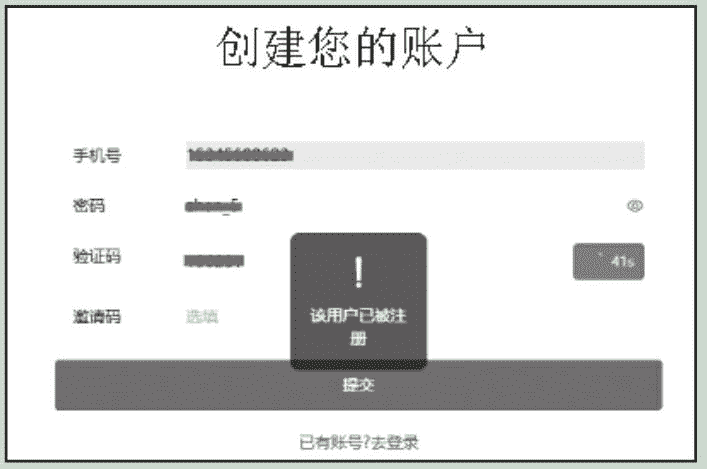 创建您的账户
手机号
密码
验证码
41s
邀请码 选填
!
该用户已被注
册
提交
已有账号?去登录